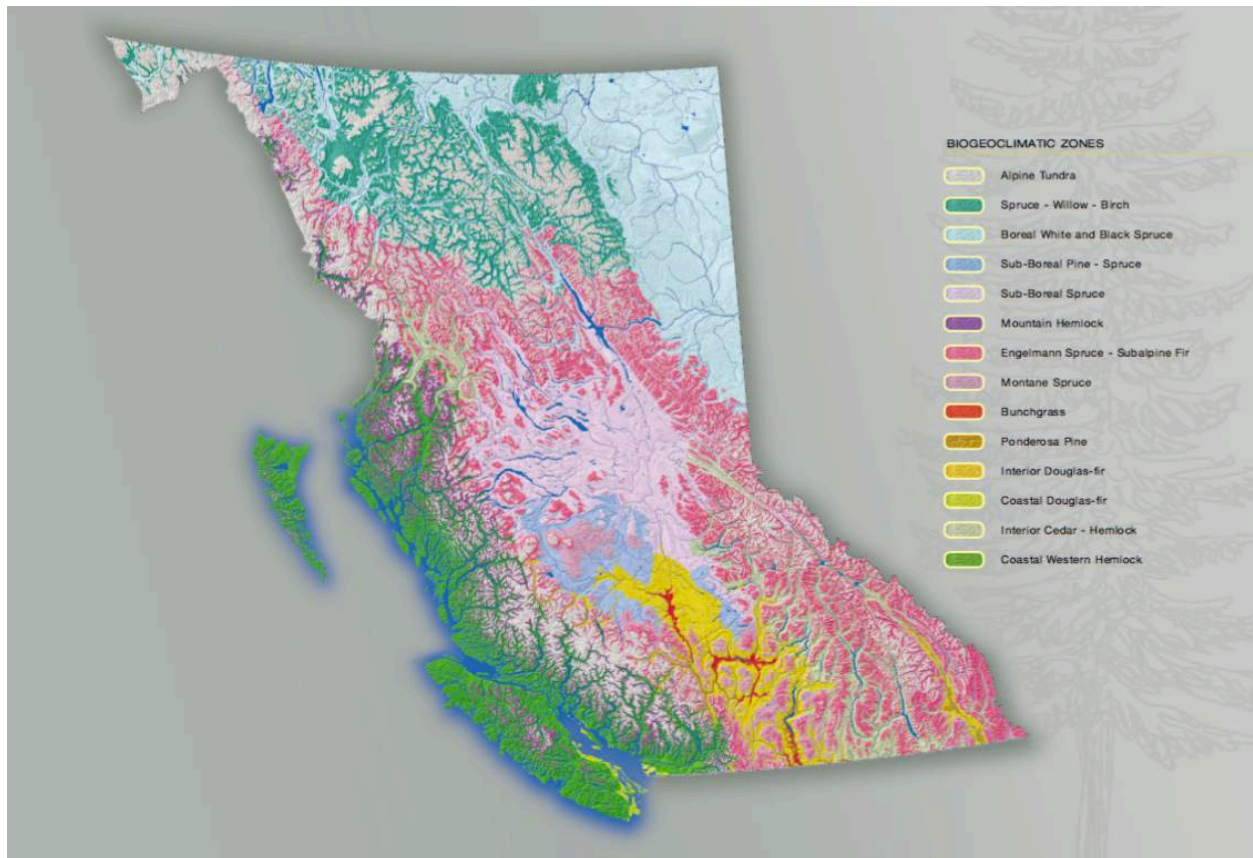 BIOGEOCLIMATIC ZONES
Alpine Tundra
Spruce - Willow - Birch
Boreal White and Black Spruce
Sub-Boreal Pine - Spruce
Sub-Boreal Spruce
Mountain Hemlock
Engelmann Spruce - Subalpine Fir
Montane Spruce
Bunchgrass
Ponderosa Pine
Interior Douglas-fir
Coastal Douglas-fir
Interior Cedar - Hemlock
Coastal Western Hemlock